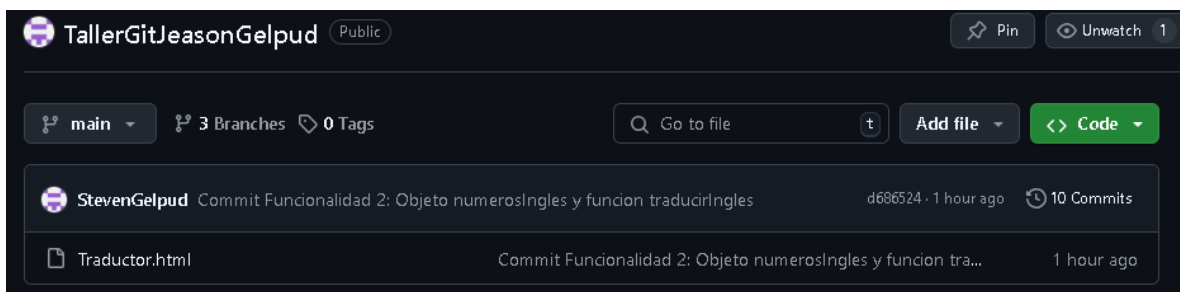 TallerGitJeasonGelpud Public Pin Unwatch 1
main 3 Branches 0 Tags Go to file t Add file <> Code
StevenGelpud Commit Funcionalidad 2: Objeto numerosIngles y funcion traducirIngles d686524 · 1 hour ago 10 Commits
Traductor.html Commit Funcionalidad 2: Objeto numerosIngles y funcion tra... 1 hour ago